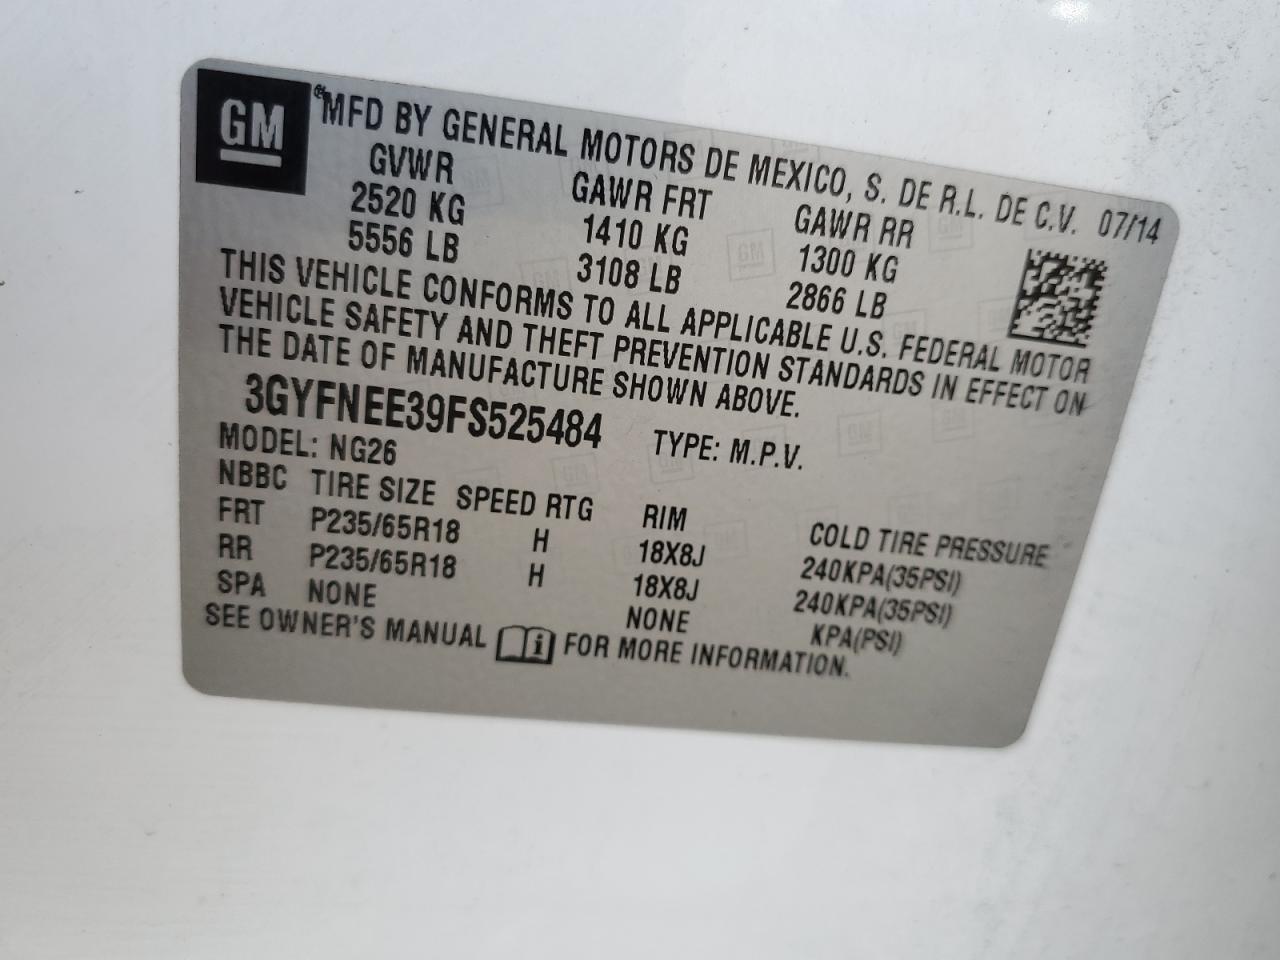 GM
MFD BY GENERAL MOTORS DE MEXICO, S. DE R.L. DE C.V. 07/14
GVWR GAWR FRT GAWR RR
2520 KG 1410 KG 1300 KG
5556 LB 3108 LB 2866 LB
THIS VEHICLE CONFORMS TO ALL APPLICABLE U.S. FEDERAL MOTOR
VEHICLE SAFETY AND THEFT PREVENTION STANDARDS IN EFFECT ON
THE DATE OF MANUFACTURE SHOWN ABOVE.
3GYFNEE39FS525484 TYPE: M.P.V.
MODEL: NG26
NBBC TIRE SIZE SPEED RTG RIM COLD TIRE PRESSURE
FRT P235/65R18 H 18X8J 240KPA(35PSI)
RR P235/65R18 H 18X8J 240KPA(35PSI)
SPA NONE NONE KPA(PSI)
SEE OWNER'S MANUAL i FOR MORE INFORMATION.